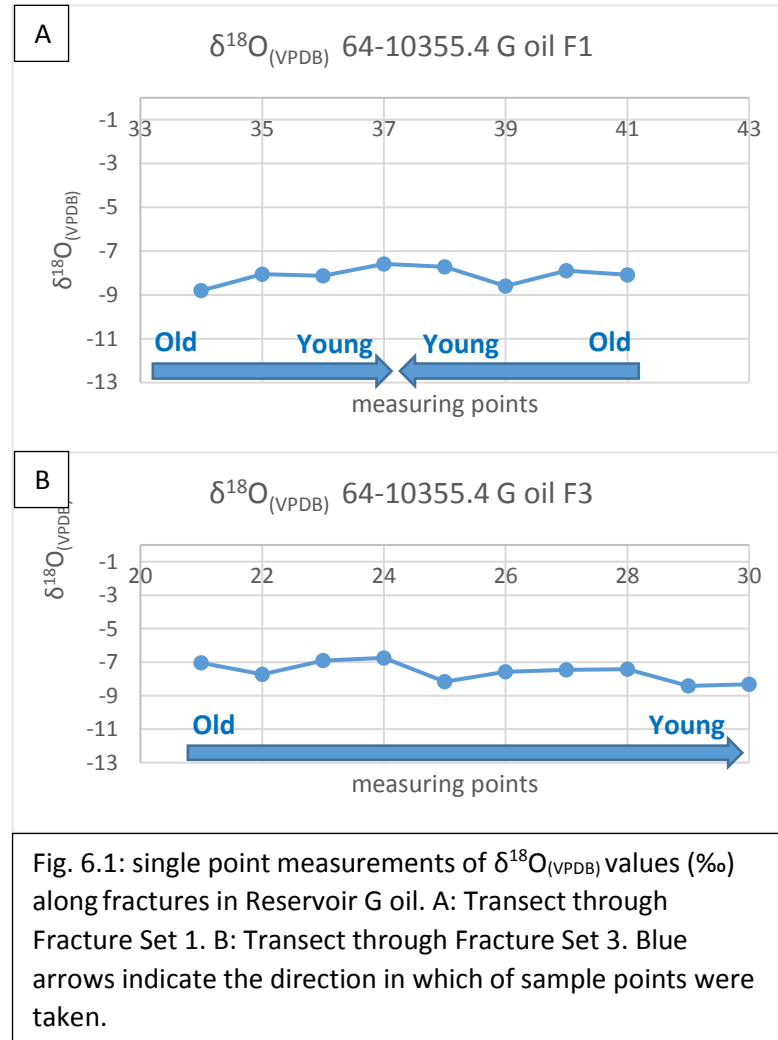 A
δ¹⁸O(VPDB) 64-10355.4 G oil F1
-1
33 35 37 39 41 43
-3
-5
-7
-9
-11
-13
δ¹⁸O(VPDB)
Old Young Young Old
measuring points
B
δ¹⁸O(VPDB) 64-10355.4 G oil F3
-1
20 22 24 26 28 30
-3
-5
-7
-9
-11
-13
δ¹⁸O(VPDB)
Old Young
measuring points
Fig. 6.1: single point measurements of δ¹⁸O(VPDB) values (‰)
along fractures in Reservoir G oil. A: Transect through
Fracture Set 1. B: Transect through Fracture Set 3. Blue
arrows indicate the direction in which of sample points were
taken.